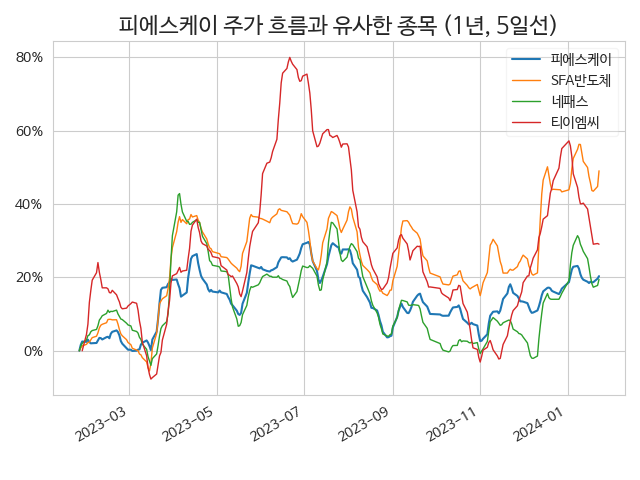 피에스케이 주가 흐름과 유사한 종목 (1년, 5일선)
피에스케이
SFA반도체
네패스
티이엠씨
80%
60%
40%
20%
0%
2023-03
2023-05
2023-07
2023-09
2023-11
2024-01